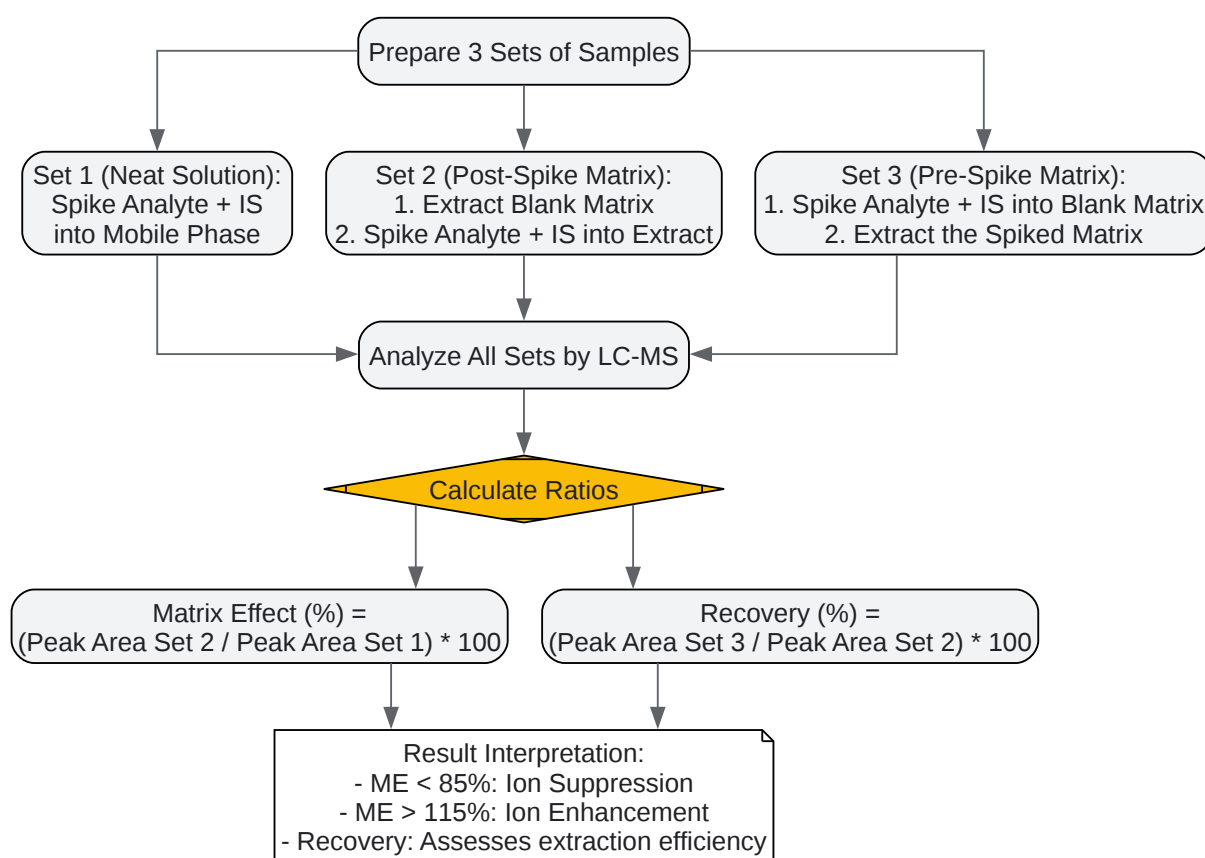 Prepare 3 Sets of Samples
Set 1 (Neat Solution):
Spike Analyte + IS
into Mobile Phase
Set 2 (Post-Spike Matrix):
1. Extract Blank Matrix
2. Spike Analyte + IS into Extract
Set 3 (Pre-Spike Matrix):
1. Spike Analyte + IS into Blank Matrix
2. Extract the Spiked Matrix
Analyze All Sets by LC-MS
Calculate Ratios
Matrix Effect (%) =
(Peak Area Set 2 / Peak Area Set 1) * 100
Recovery (%) =
(Peak Area Set 3 / Peak Area Set 2) * 100
Result Interpretation:
- ME < 85%: Ion Suppression
- ME > 115%: Ion Enhancement
- Recovery: Assesses extraction efficiency